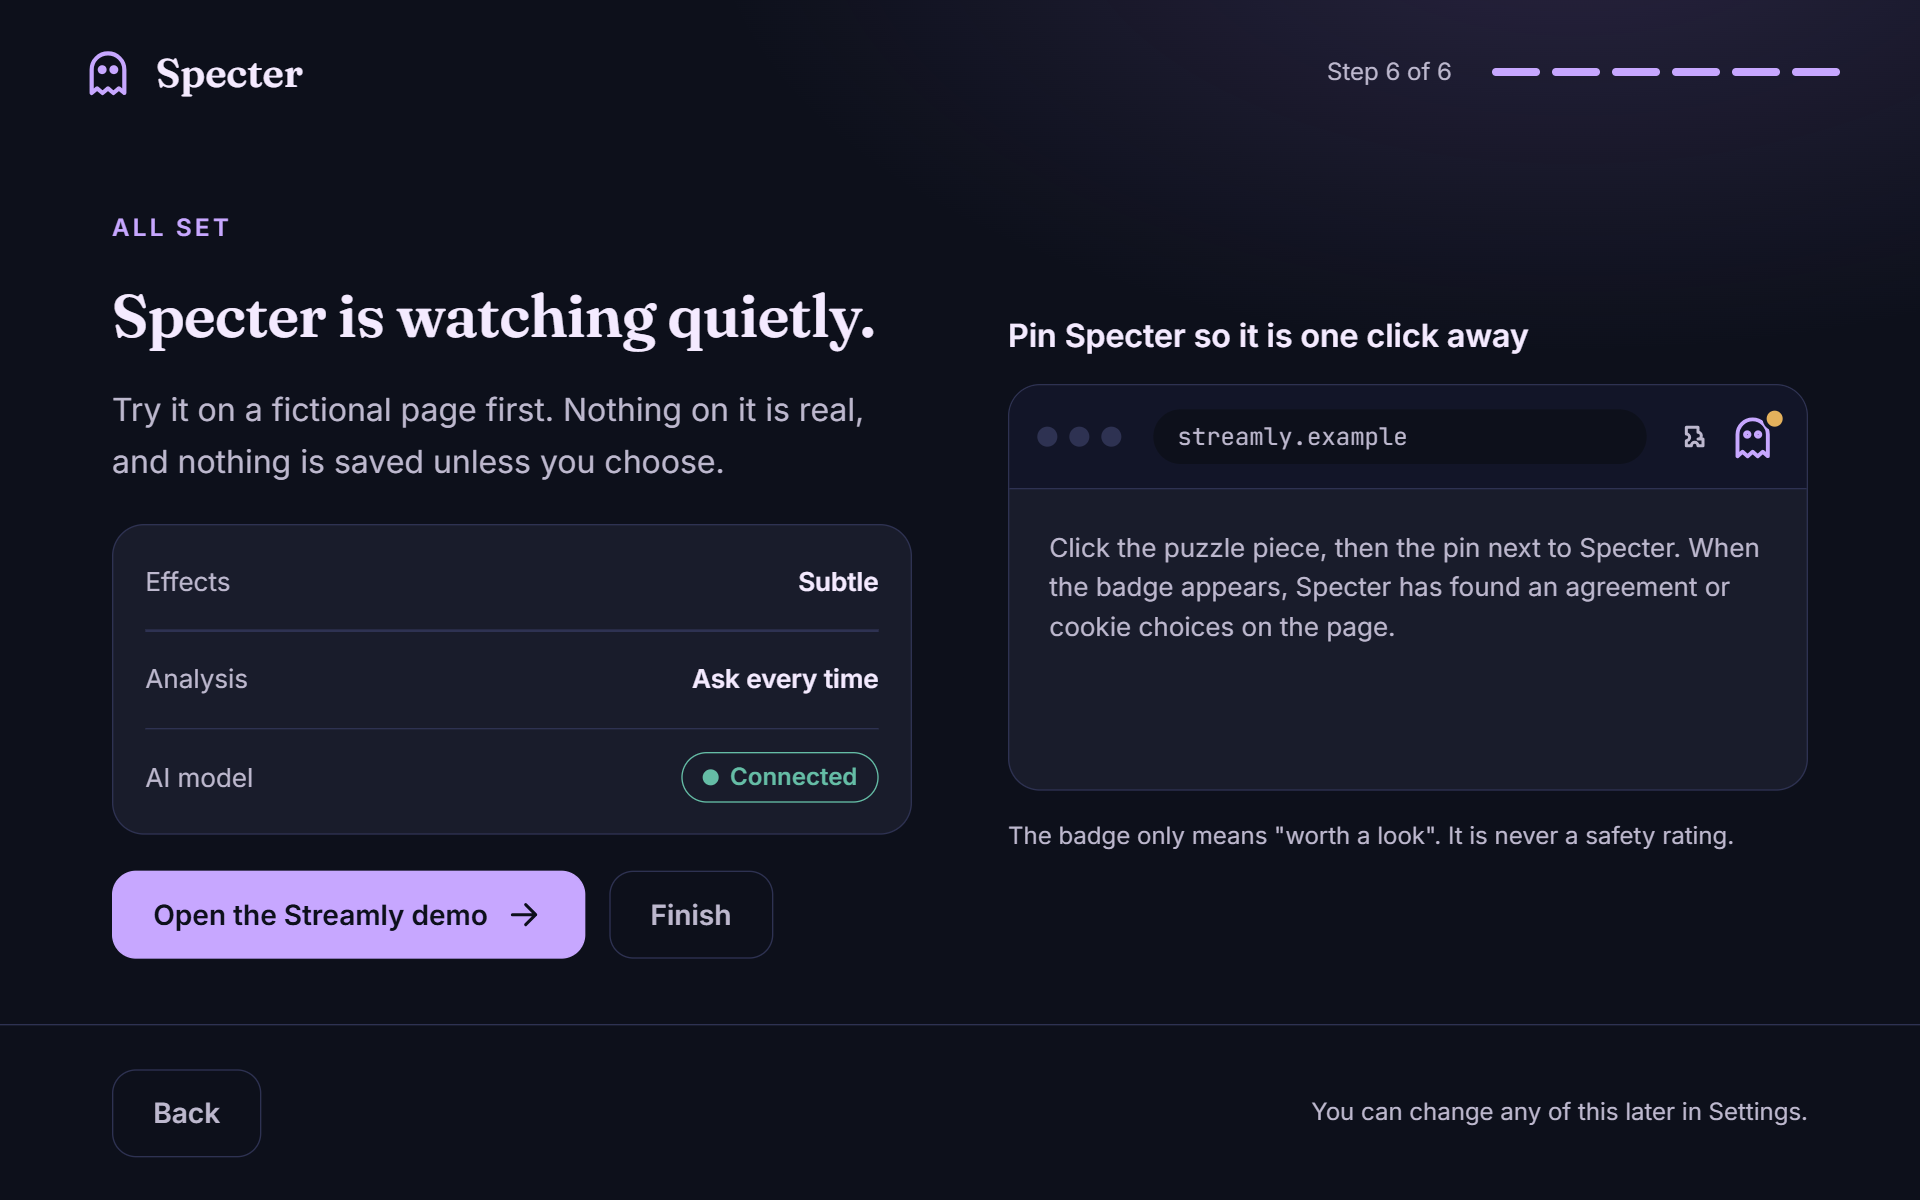 Specter
Step 6 of 6
ALL SET
Specter is watching quietly.
Try it on a fictional page first. Nothing on it is real,
and nothing is saved unless you choose.
Effects
Subtle
Analysis
Ask every time
AI model
Connected
Open the Streamly demo
Finish
Pin Specter so it is one click away
streamly.example
Click the puzzle piece, then the pin next to Specter. When
the badge appears, Specter has found an agreement or
cookie choices on the page.
The badge only means "worth a look". It is never a safety rating.
Back
You can change any of this later in Settings.